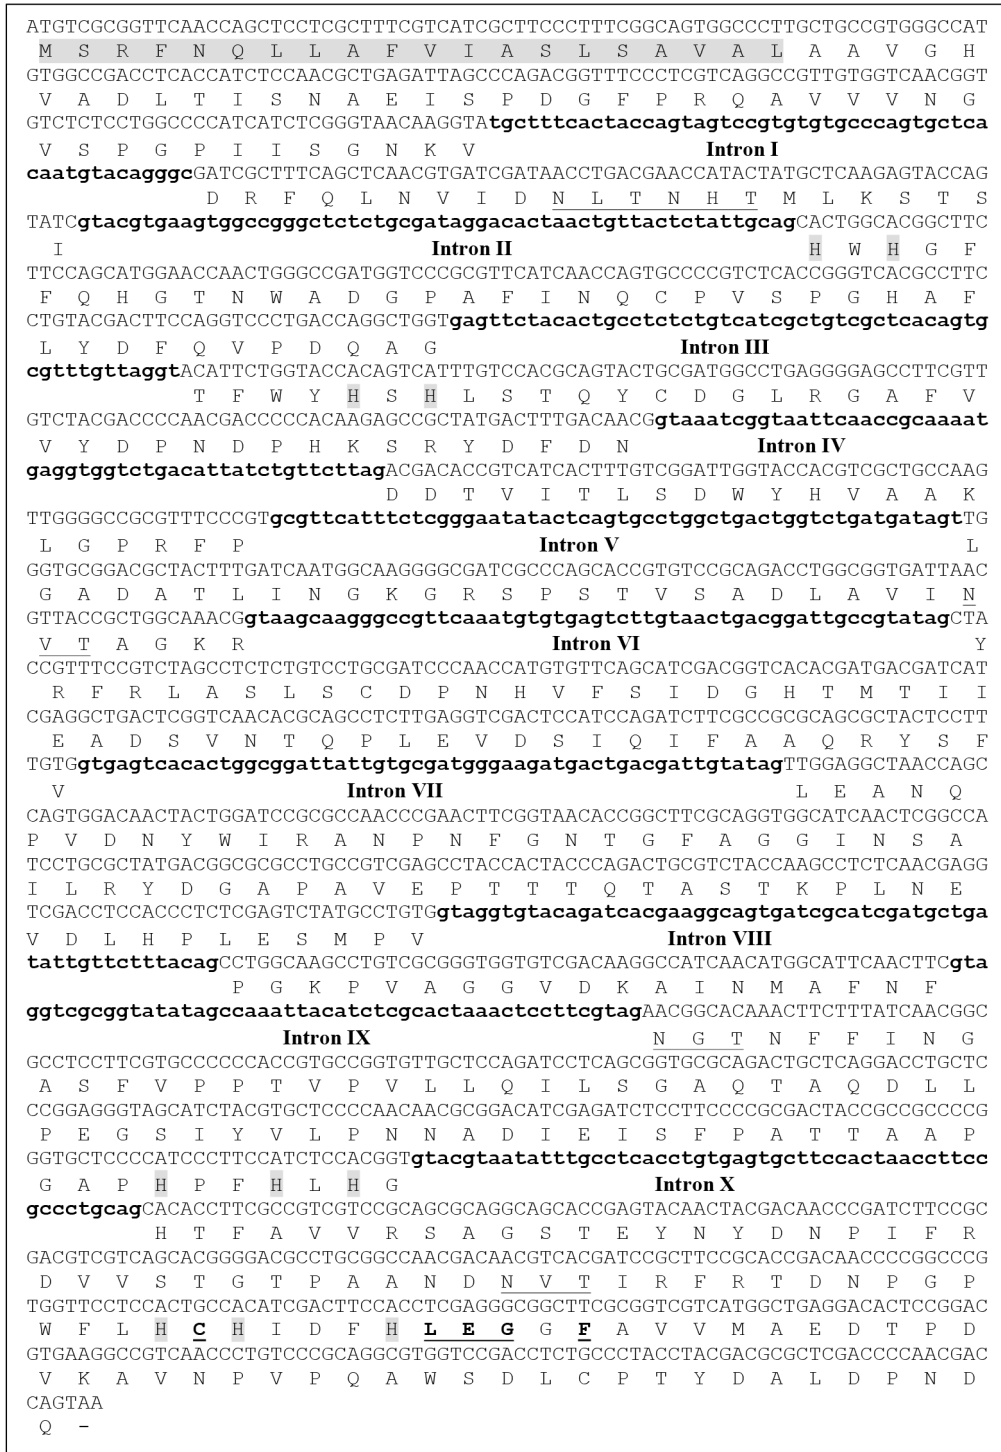 ATGTCGCGGTTCAACCAGCTCCTCGCTTTCGTCATCGCTTCCCTTTCGGCAGTGGCCCTTGCTGCCGTGGGCCAT
M S R F N Q L L A F V I A S L S A V A L A A V G H
GTGGCCGACCTCACCATCTCCAACGCTGAGATTAGCCCAGACGGTTTCCCTCGTCAGGCCGTTGTGGTCAACGGT
V A D L T I S N A E I S P D G F P R Q A V V V N G
GTCTCTCCTGGCCCCATCATCTCGGGTAACAAGGTAtgctttcactaccagtagtccgtgtgtgcccagtgctca
V S P G P I I S G N K V Intron I
caatgtacagggcGATCGCTTTCAGCTCAACGTGATCGATAACCTGACGAACCATACTATGCTCAAGAGTACCAG
D R F Q L N V I D N L T N H T M L K S T S
TATCgtacgtgaagtggccgggctctctgcgataggacactaactgttactctattgcagCACTGGCACGGCTTC
I Intron II H W H G F
TTCCAGCATGGAACCAACTGGGCCGATGGTCCCGCGTTCATCAACCAGTGCCCCGTCTCACCGGGTCACGCCTTC
F Q H G T N W A D G P A F I N Q C P V S P G H A F
CTGTACGACTTCCAGGTCCCTGACCAGGCTGGTgagttctacactgcctctctgtcatcgctgtcgctcacagtg
L Y D F Q V P D Q A G Intron III
cgtttgttaggtACATTCTGGTACCACAGTCATTTGTCCACGCAGTACTGCGATGGCCTGAGGGGAGCCTTCGTT
T F W Y H S H L S T Q Y C D G L R G A F V
GTCTACGACCCCAACGACCCCCACAAGAGCCGCTATGACTTTGACAACGgtaaatcggtaattcaaccgcaaaat
V Y D P N D P H K S R Y D F D N Intron IV
gaggtggtctgacattatctgttcttagACGACACCGTCATCACTTTGTCGGATTGGTACCACGTCGCTGCCAAG
D D T V I T L S D W Y H V A A K
TTGGGGCCGCGTTTCCCGTgcgttcatttctcgggaatatactcagtgcctggctgactggtctgatgatagtTG
L G P R F P Intron V L
GGTGCGGACGCTACTTTGATCAATGGCAAGGGGCGATCGCCCAGCACCGTGTCCGCAGACCTGGCGGTGATTAAC
G A D A T L I N G K G R S P S T V S A D L A V I N
GTTACCGCTGGCAAACGgtaagcaagggccgttcaaatgtgtgagtcttgtaactgacggattgccgtatagCTA
V T A G K R Intron VI Y
CCGTTTCCGTCTAGCCTCTCTGTCCTGCGATCCCAACCATGTGTTCAGCATCGACGGTCACACGATGACGATCAT
R F R L A S L S C D P N H V F S I D G H T M T I I
CGAGGCTGACTCGGTCAACACGCAGCCTCTTGAGGTCGACTCCATCCAGATCTTCGCCGCGCAGCGCTACTCCTT
E A D S V N T Q P L E V D S I Q I F A A Q R Y S F
TGTGgtgagtcacactggcggattattgtgcgatgggaagatgactgacgattgtatagTTGGAGGCTAACCAGC
V Intron VII L E A N Q
CAGTGGACAACTACTGGATCCGCGCCAACCCGAACTTCGGTAACACCGGCTTCGCAGGTGGCATCAACTCGGCCA
P V D N Y W I R A N P N F G N T G F A G G I N S A
TCCTGCGCTATGACGGCGCGCCTGCCGTCGAGCCTACCACTACCCAGACTGCGTCTACCAAGCCTCTCAACGAGG
I L R Y D G A P A V E P T T T Q T A S T K P L N E
TCGACCTCCACCCTCTCGAGTCTATGCCTGTGgtaggtgtacagatcacgaaggcagtgatcgcatcgatgctga
V D L H P L E S M P V Intron VIII
tattgttctttacagCCTGGCAAGCCTGTCGCGGGTGGTGTCGACAAGGCCATCAACATGGCATTCAACTTCgta
P G K P V A G G V D K A I N M A F N F
ggtcgcggtatatagccaaattacatctcgcactaaactccttcgtagAACGGCACAAACTTCTTTATCAACGGC
Intron IX N G T N F F I N G
GCCTCCTTCGTGCCCCCCACCGTGCCGGTGTTGCTCCAGATCCTCAGCGGTGCGCAGACTGCTCAGGACCTGCTC
A S F V P P T V P V L L Q I L S G A Q T A Q D L L
CCGGAGGGTAGCATCTACGTGCTCCCCAACAACGCGGACATCGAGATCTCCTTCCCCGCGACTACCGCCGCCCCG
P E G S I Y V L P N N A D I E I S F P A T T A A P
GGTGCTCCCCATCCCTTCCATCTCCACGGTgtacgtaatatttgcctcacctgtgagtgcttccactaaccttcc
G A P H P F H L H G Intron X
gccctgcagCACACCTTCGCCGTCGTCCGCAGCGCAGGCAGCACCGAGTACAACTACGACAACCCGATCTTCCGC
H T F A V V R S A G S T E Y N Y D N P I F R
GACGTCGTCAGCACGGGGACGCCTGCGGCCAACGACAACGTCACGATCCGCTTCCGCACCGACAACCCCGGCCCG
D V V S T G T P A A N D N V T I R F R T D N P G P
TGGTTCCTCCACTGCCACATCGACTTCCACCTCGAGGGCGGCTTCGCGGTCGTCATGGCTGAGGACACTCCGGAC
W F L H C H I D F H L E G G F A V V M A E D T P D
GTGAAGGCCGTCAACCCTGTCCCGCAGGCGTGGTCCGACCTCTGCCCTACCTACGACGCGCTCGACCCCAACGAC
V K A V N P V P Q A W S D L C P T Y D A L D P N D
CAGTAA
Q –